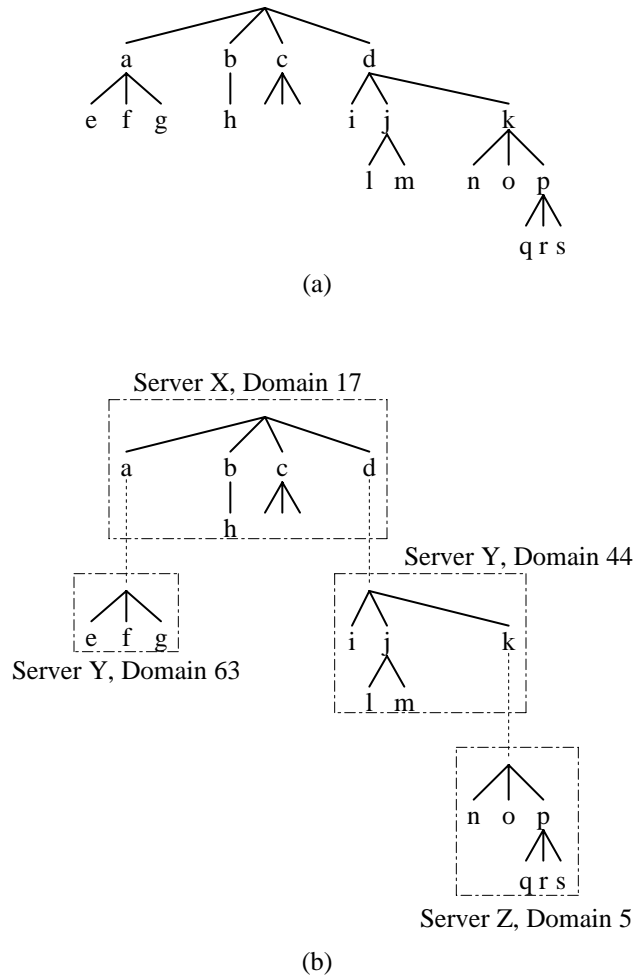 a b c d
e f g h i j k
l m n o p
q r s
(a)
Server X, Domain 17
a b c d
h
Server Y, Domain 44
e f g i j k
Server Y, Domain 63
l m
n o p
q r s
Server Z, Domain 5
(b)